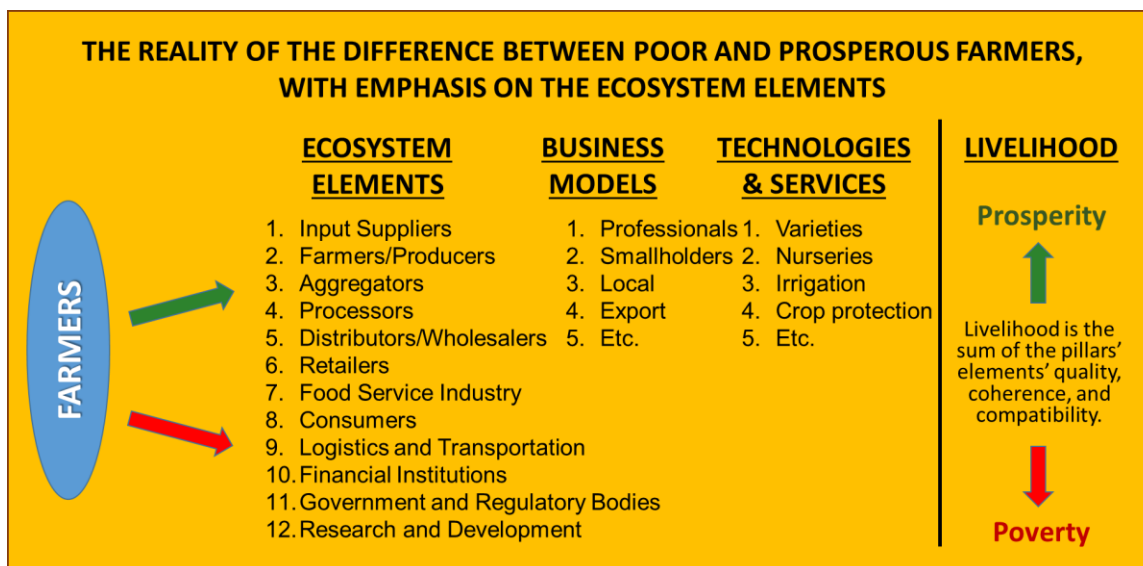 THE REALITY OF THE DIFFERENCE BETWEEN POOR AND PROSPEROUS FARMERS,
WITH EMPHASIS ON THE ECOSYSTEM ELEMENTS
FARMERS
ECOSYSTEM
ELEMENTS
1. Input Suppliers
2. Farmers/Producers
3. Aggregators
4. Processors
5. Distributors/Wholesalers
6. Retailers
7. Food Service Industry
8. Consumers
9. Logistics and Transportation
10. Financial Institutions
11. Government and Regulatory Bodies
12. Research and Development
BUSINESS
MODELS
1. Professionals
2. Smallholders
3. Local
4. Export
5. Etc.
TECHNOLOGIES
& SERVICES
1. Varieties
2. Nurseries
3. Irrigation
4. Crop protection
5. Etc.
LIVELIHOOD
Prosperity
Livelihood is the
sum of the pillars'
elements' quality,
coherence, and
compatibility.
Poverty